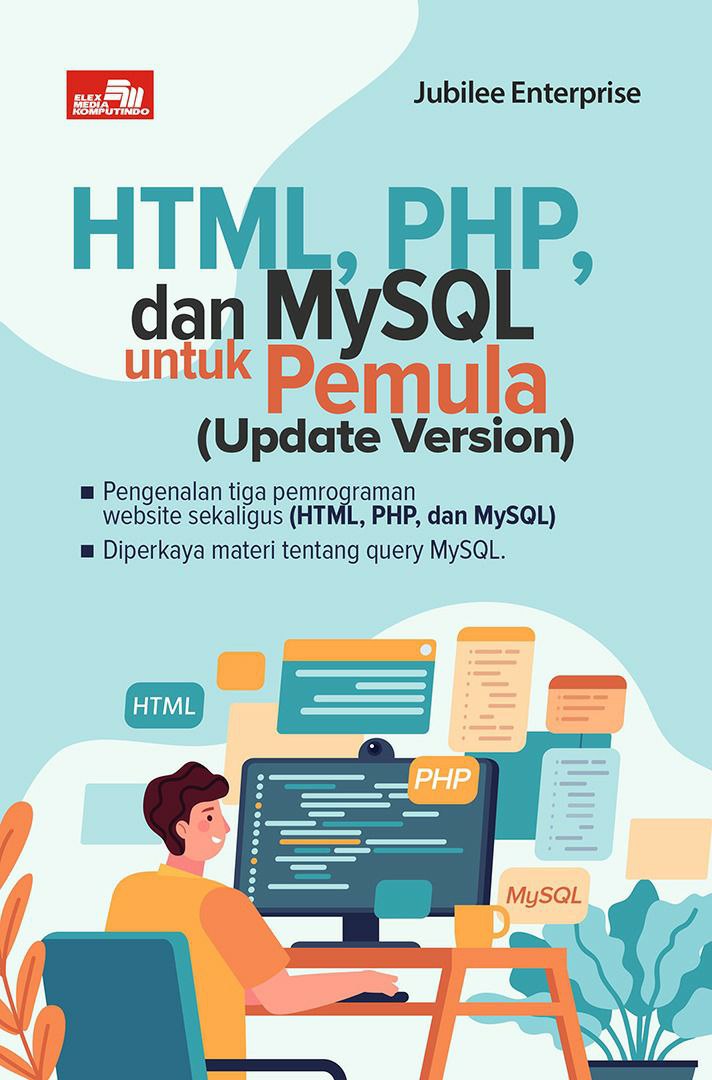 ELEX
MEDIA
KOMPUTINDO
Jubilee Enterprise
HTML, PHP,
dan MySQL
untuk Pemula
(Update Version)
■ Pengenalan tiga pemrograman
website sekaligus (HTML, PHP, dan MySQL)
■ Diperkaya materi tentang query MySQL.
HTML
PHP
MySQL